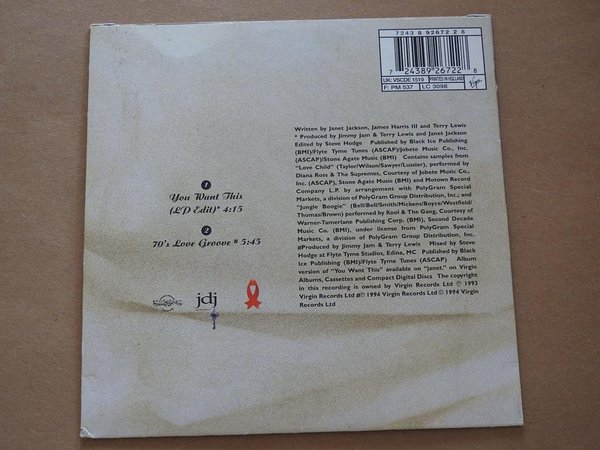 7243 8 92672 2 8
7 24389 26722 8
UK: VSCDE 1519 PRINTED IN HOLLAND
F: PM 537 LC 3098
Virgin
Written by Janet Jackson, James Harris III and Terry Lewis
* Produced by Jimmy Jam & Terry Lewis and Janet Jackson
Edited by Steve Hodge Published by Black Ice Publishing
(BMI)/Flyte Tyme Tunes (ASCAP)/Jobete Music Co., Inc.
(ASCAP)/Stone Agate Music (BMI) Contains samples from
"Love Child" (Taylor/Wilson/Sawyer/Lussier), performed by
Diana Ross & The Supremes, Courtesy of Jobete Music Co.,
Inc. (ASCAP), Stone Agate Music (BMI) and Motown Record
Company L.P. by arrangement with PolyGram Special
Markets, a division of PolyGram Group Distribution, Inc.; and
"Jungle Boogie" (Bell/Bell/Smith/Mickens/Boyce/Westfield/
Thomas/Brown) performed by Kool & The Gang, Courtesy of
Warner-Tamerlane Publishing Corp. (BMI), Second Decade
Music Co. (BMI), under license from PolyGram Special
Markets, a division of PolyGram Group Distribution, Inc.
#Produced by Jimmy Jam & Terry Lewis Mixed by Steve
Hodge at Flyte Tyme Studios, Edina, MC Published by Black
Ice Publishing (BMI)/Flyte Tyme Tunes (ASCAP) Album
version of "You Want This" available on "janet." on Virgin
Albums, Cassettes and Compact Digital Discs The copyright
in this recording is owned by Virgin Records Ltd ℗ 1993
Virgin Records Ltd #℗ 1994 Virgin Records Ltd © 1994 Virgin
Records Ltd
1
You Want This
(LP Edit)* 4:15
2
70's Love Groove # 5:45
jdj